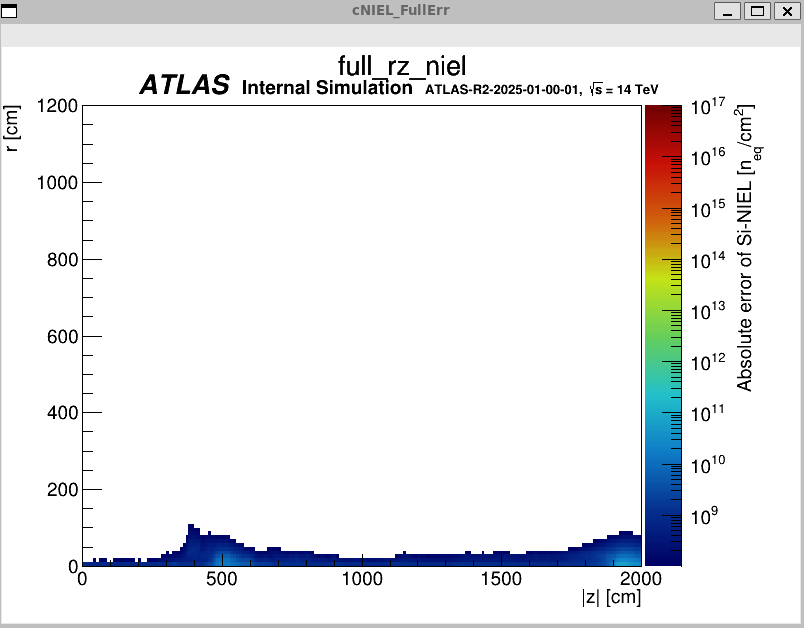 cNIEL_FullErr
full_rz_niel
ATLAS Internal Simulation ATLAS-R2-2025-01-00-01, √s = 14 TeV
r [cm]
1200
1000
800
600
400
200
0
0 500 1000 1500 2000
|z| [cm]
10^17
10^16
10^15
10^14
10^13
10^12
10^11
10^10
10^9
Absolute error of Si-NIEL [n_eq/cm^2]